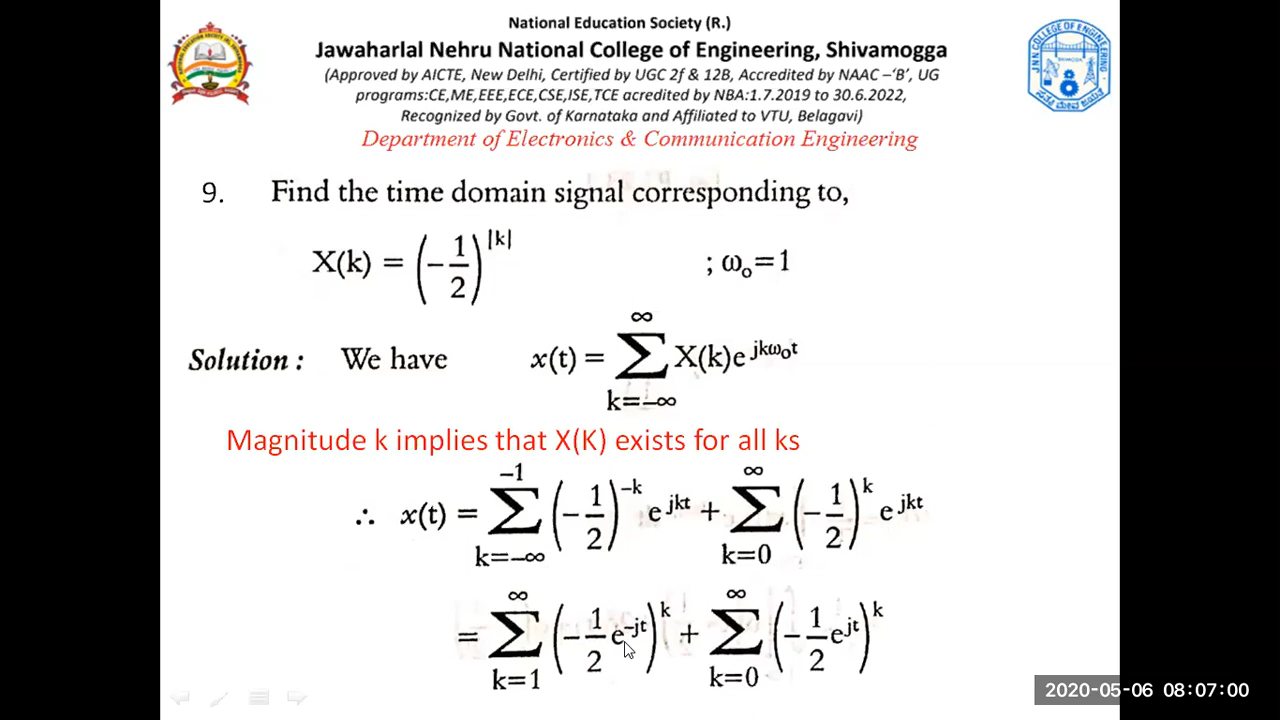 National Education Society (R.)
Jawaharlal Nehru National College of Engineering, Shivamogga
(Approved by AICTE, New Delhi, Certified by UGC 2f & 12B, Accredited by NAAC –‘B’, UG
programs:CE,ME,EEE,ECE,CSE,ISE,TCE acredited by NBA:1.7.2019 to 30.6.2022,
Recognized by Govt. of Karnataka and Affiliated to VTU, Belagavi)
Department of Electronics & Communication Engineering
9. Find the time domain signal corresponding to,
X(k) = (-1/2)^|k| ; ω₀=1
Solution : We have x(t) = ∑_{k=-∞}^{∞} X(k)e^{jkω₀t}
Magnitude k implies that X(K) exists for all ks
∴ x(t) = ∑_{k=-∞}^{-1} (-1/2)^{-k} e^{jkt} + ∑_{k=0}^{∞} (-1/2)^k e^{jkt}
= ∑_{k=1}^{∞} (-1/2 e^{-jt})^k + ∑_{k=0}^{∞} (-1/2 e^{jt})^k
2020-05-06 08:07:00